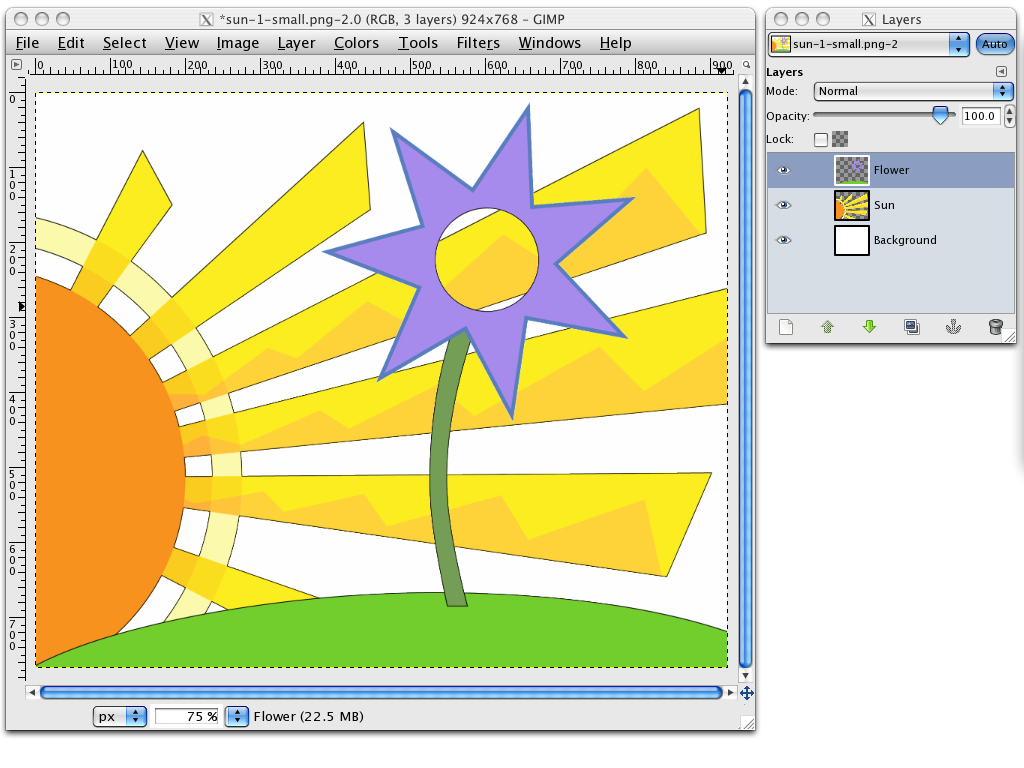 *sun-1-small.png-2.0 (RGB, 3 layers) 924x768 – GIMP
File Edit Select View Image Layer Colors Tools Filters Windows Help
0 100 200 300 400 500 600 700 800 900
0
100
200
300
400
500
600
700
px 75 % Flower (22.5 MB)
Layers
sun-1-small.png-2 Auto
Layers
Mode: Normal
Opacity: 100.0
Lock:
Flower
Sun
Background